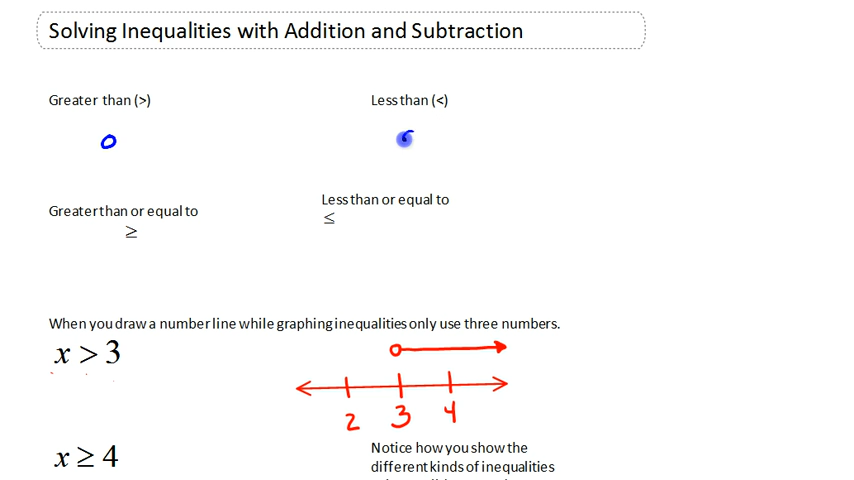 Solving Inequalities with Addition and Subtraction
Greater than (>)
Less than (<)
Greater than or equal to
≥
Less than or equal to
≤
When you draw a number line while graphing inequalities only use three numbers.
x > 3
2 3 4
x ≥ 4
Notice how you show the
different kinds of inequalities